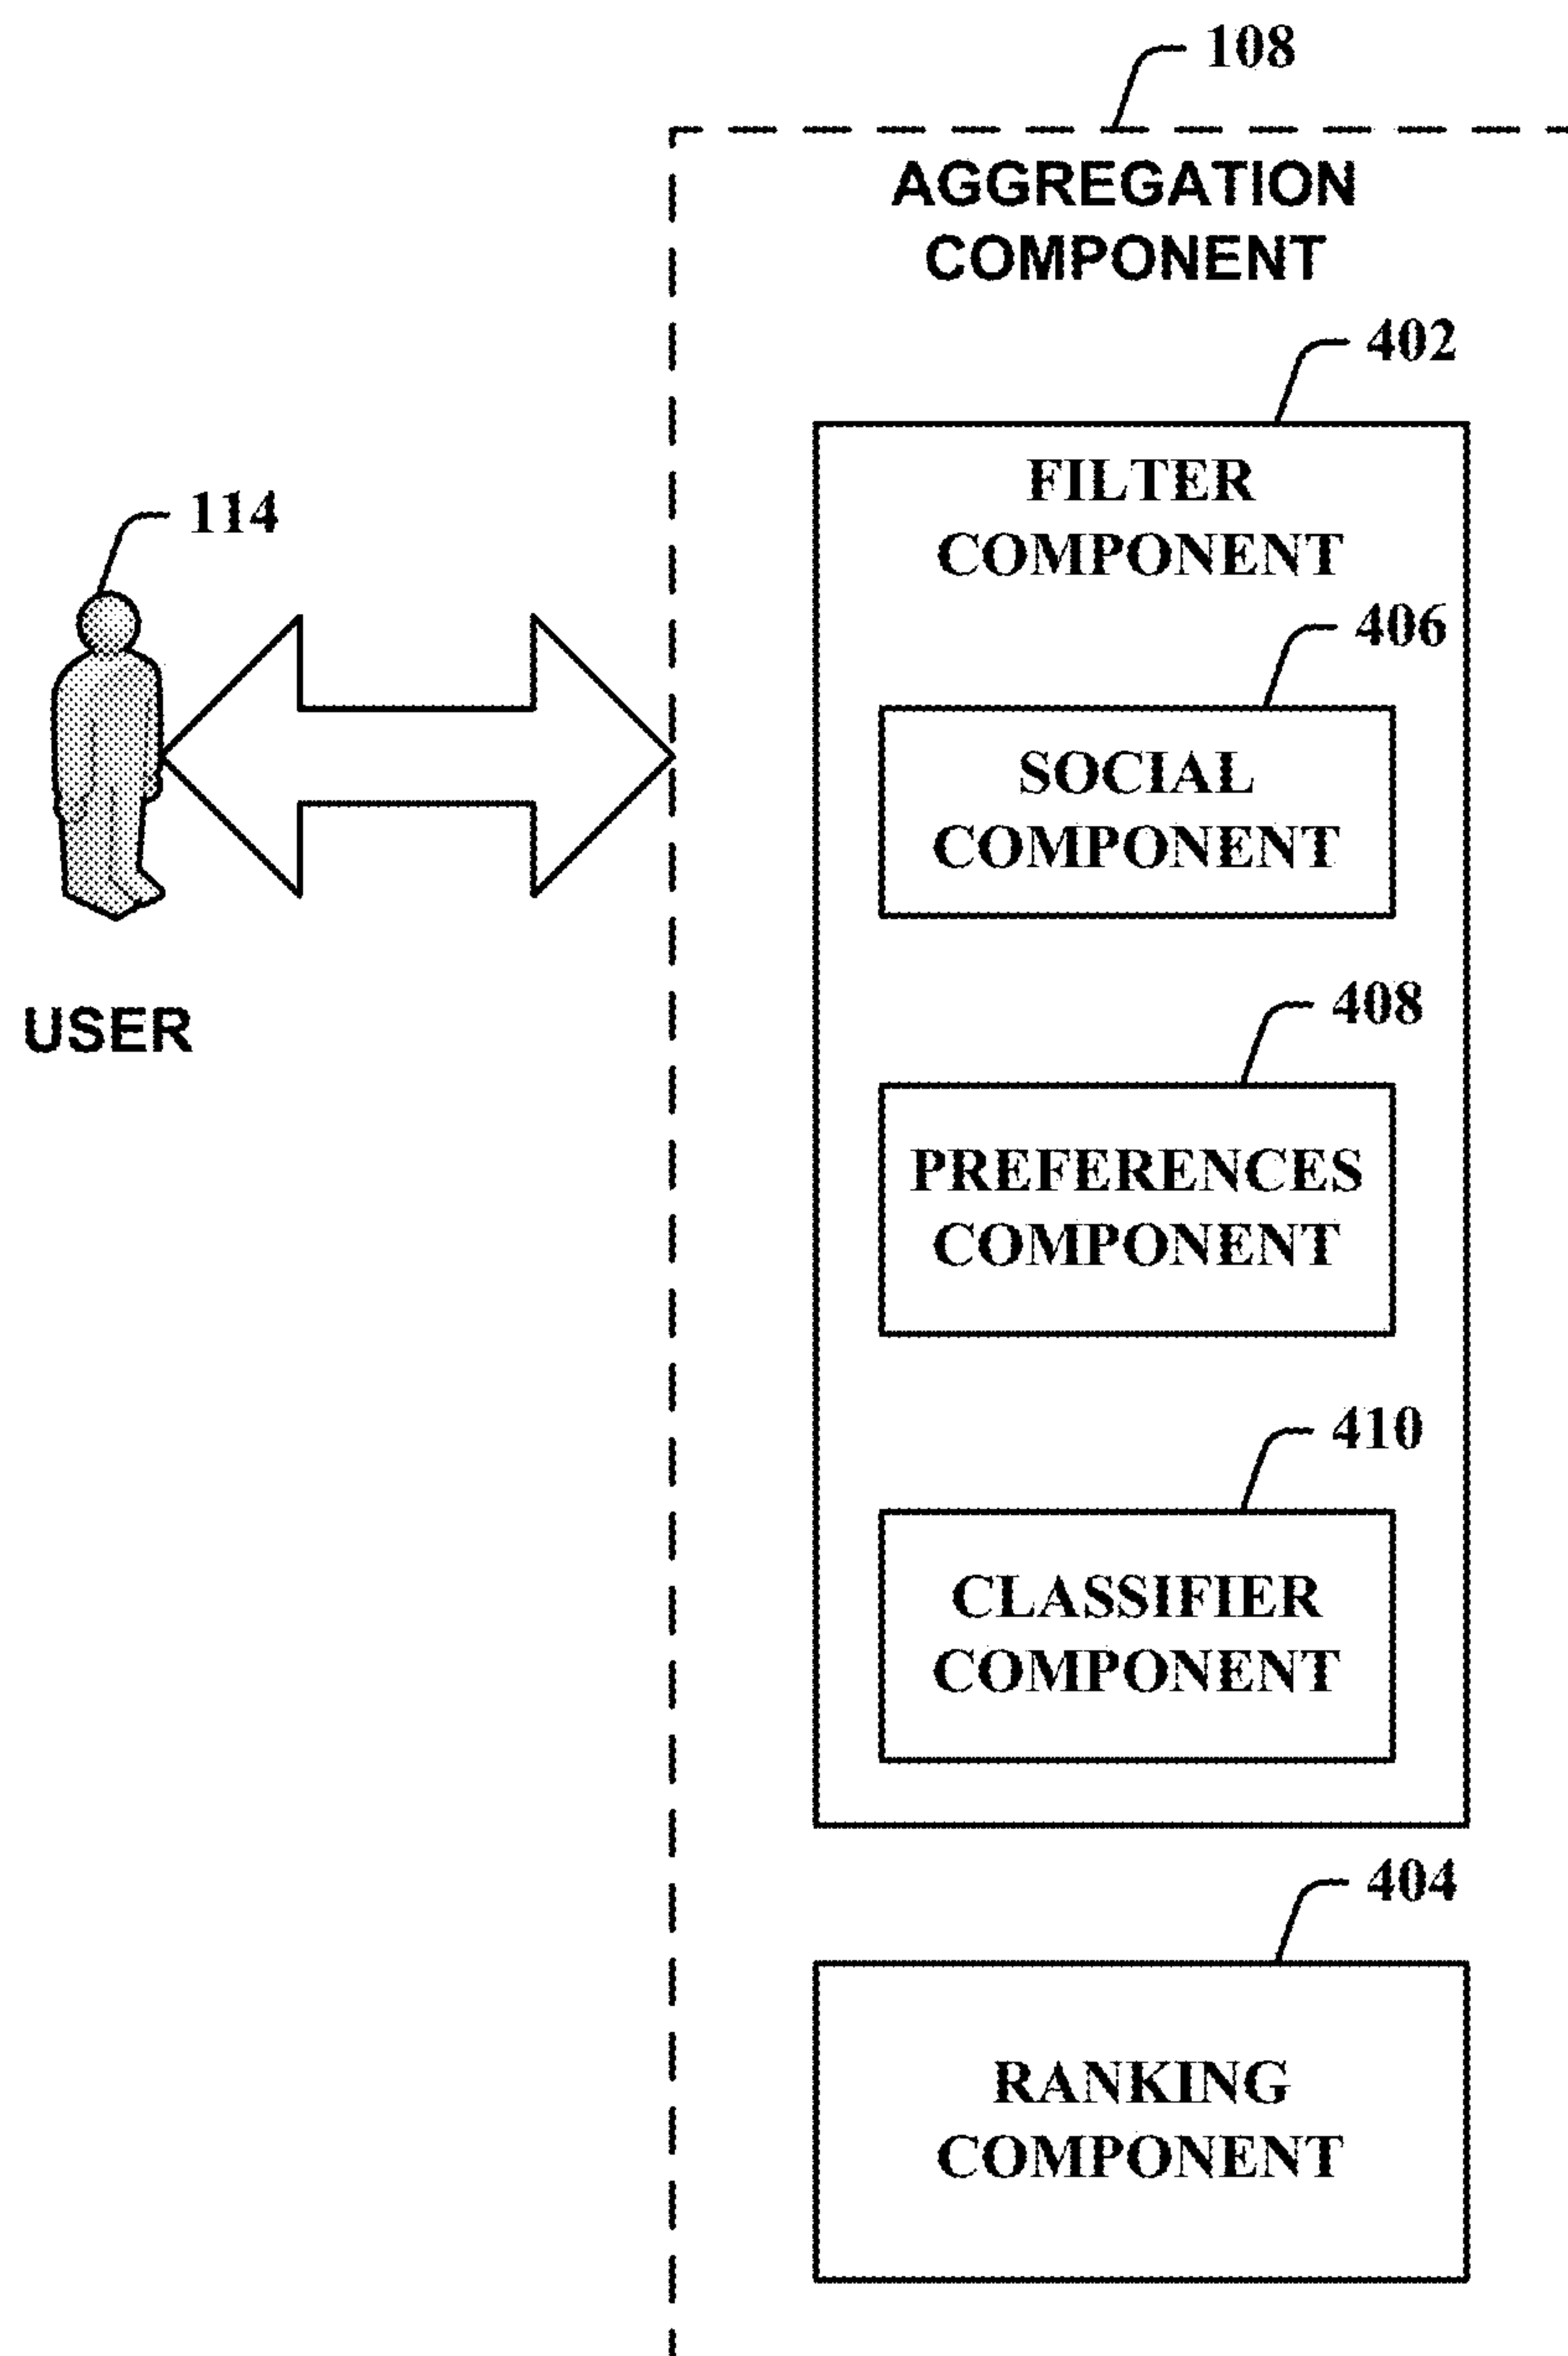 108
AGGREGATION
COMPONENT
402
FILTER
COMPONENT
114
406
SOCIAL
COMPONENT
USER
408
PREFERENCES
COMPONENT
410
CLASSIFIER
COMPONENT
404
RANKING
COMPONENT